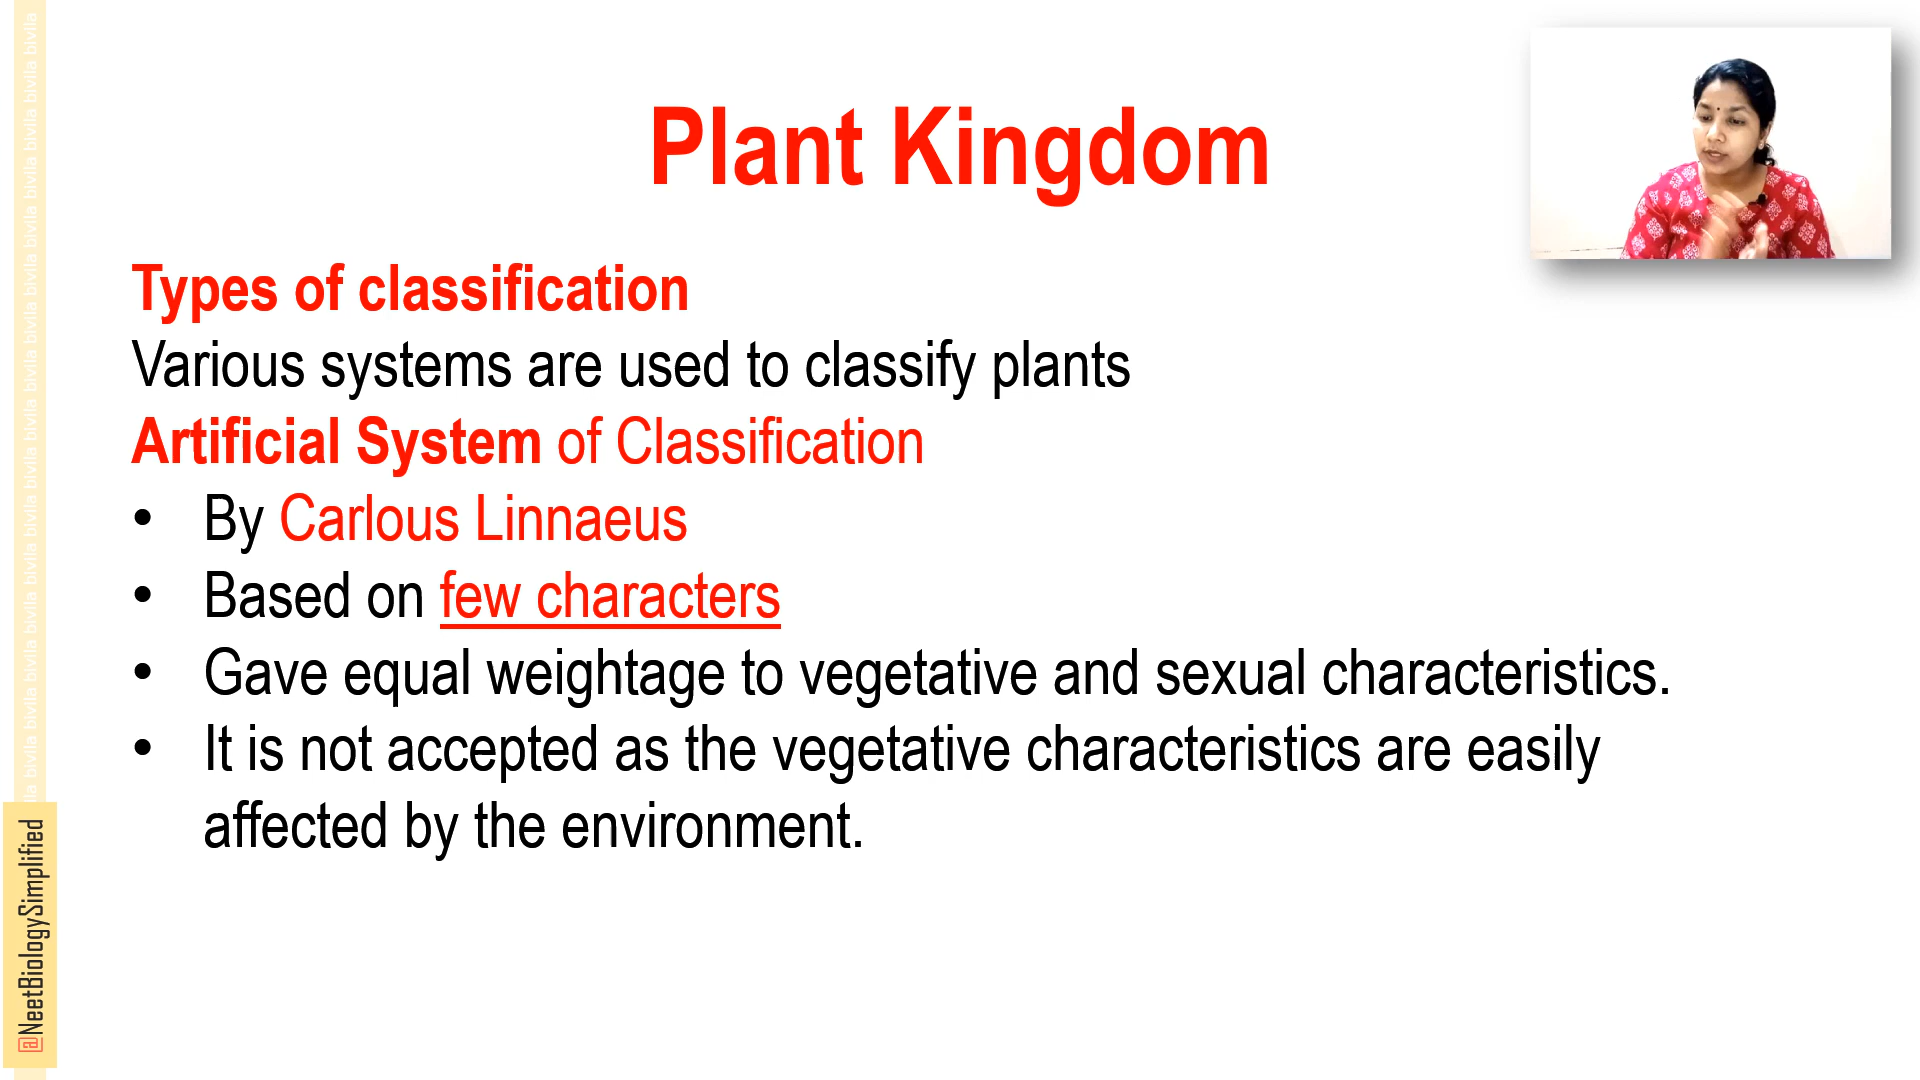 Plant Kingdom
Types of classification
Various systems are used to classify plants
Artificial System of Classification
• By Carlous Linnaeus
• Based on few characters
• Gave equal weightage to vegetative and sexual characteristics.
• It is not accepted as the vegetative characteristics are easily
affected by the environment.
@NeetBiologySimplified